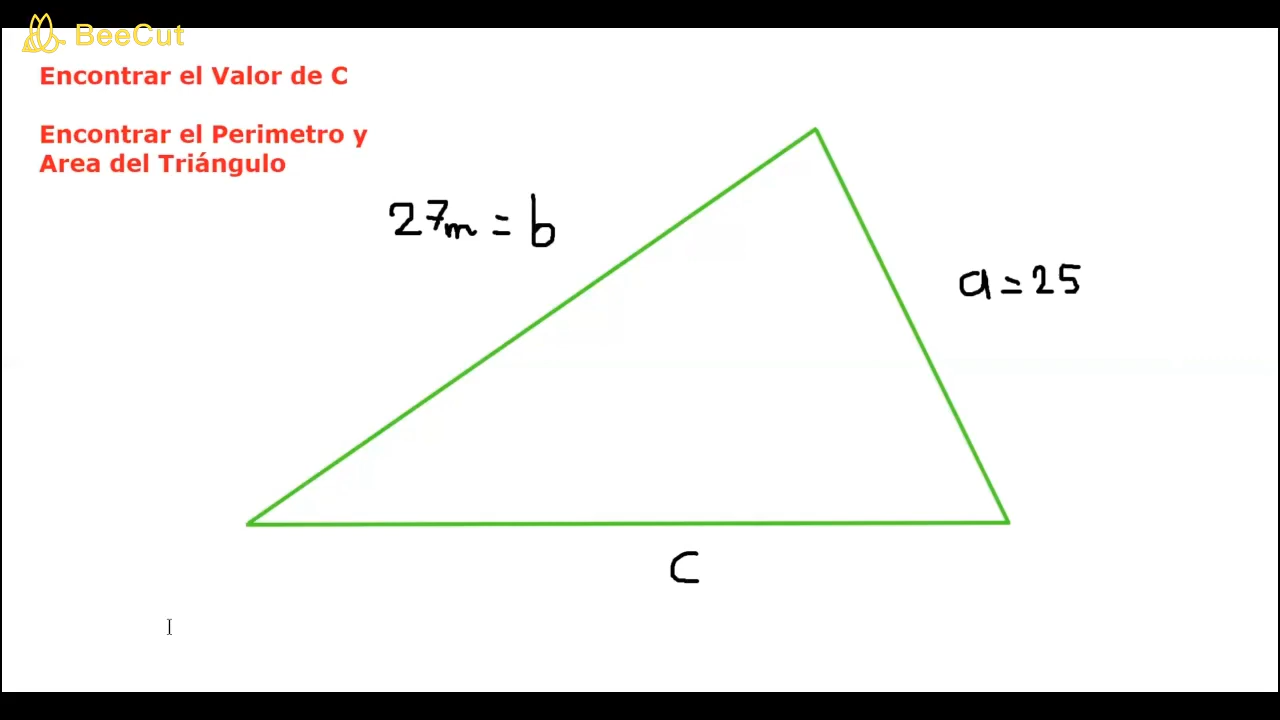 BeeCut
Encontrar el Valor de C
Encontrar el Perimetro y
Area del Triángulo
27m = b
a = 25
C